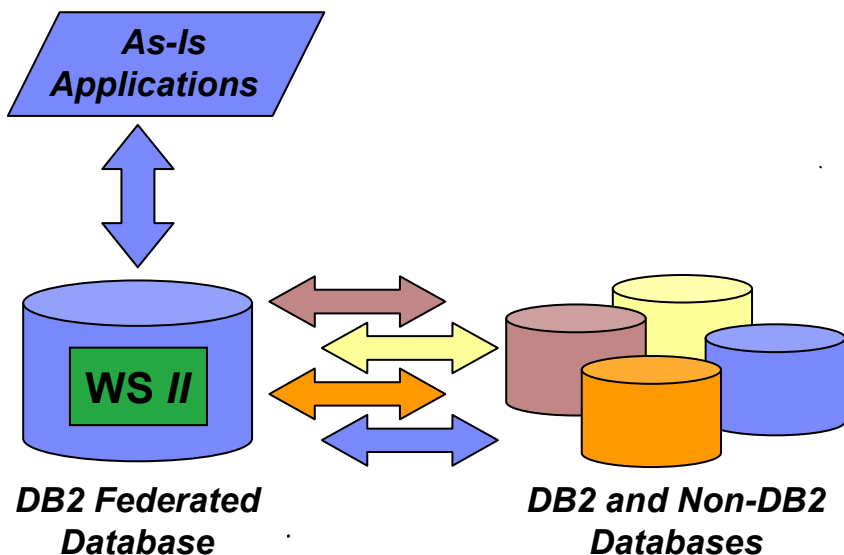 As-Is
Applications
WS II
DB2 Federated
Database
DB2 and Non-DB2
Databases